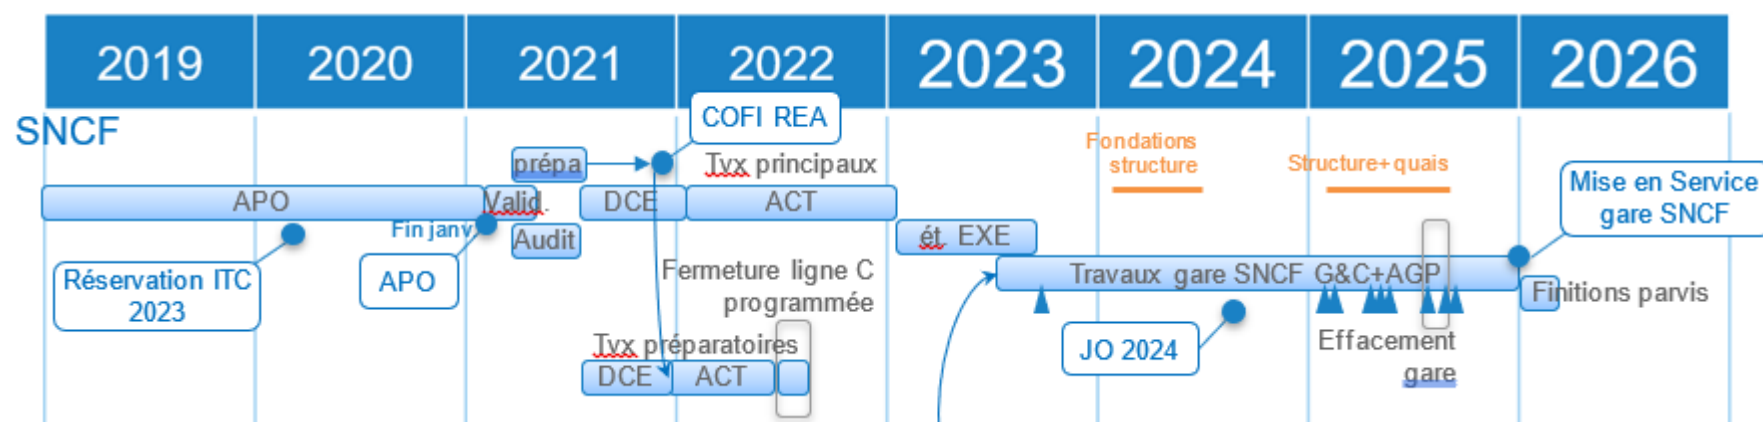 2019 2020 2021 2022 2023 2024 2025 2026
SNCF
COFI REA
Fondations
structure
prépa
Tvx principaux
Structure+ quais
Mise en Service
gare SNCF
APO
Valid.
DCE
ACT
Fin janv
Audit
ét. EXE
Réservation ITC
2023
APO
Fermeture ligne C
programmée
Travaux gare SNCF G&C+AGP
Finitions parvis
Tvx préparatoires
JO 2024
Effacement
gare
DCE
ACT